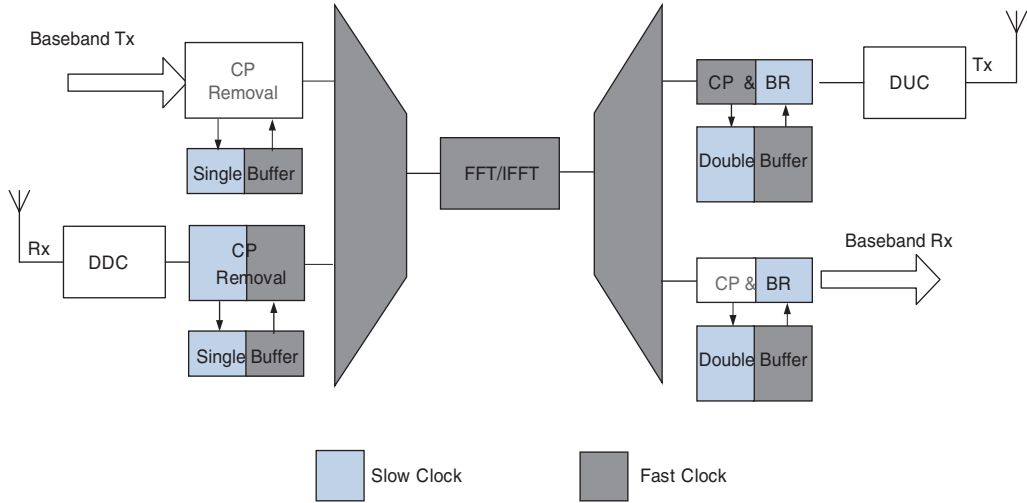 Baseband Tx
CP
Removal
Single Buffer
Rx
DDC
CP
Removal
Single Buffer
FFT/IFFT
CP & BR
Double Buffer
DUC
Tx
Baseband Rx
CP & BR
Double Buffer
Slow Clock
Fast Clock